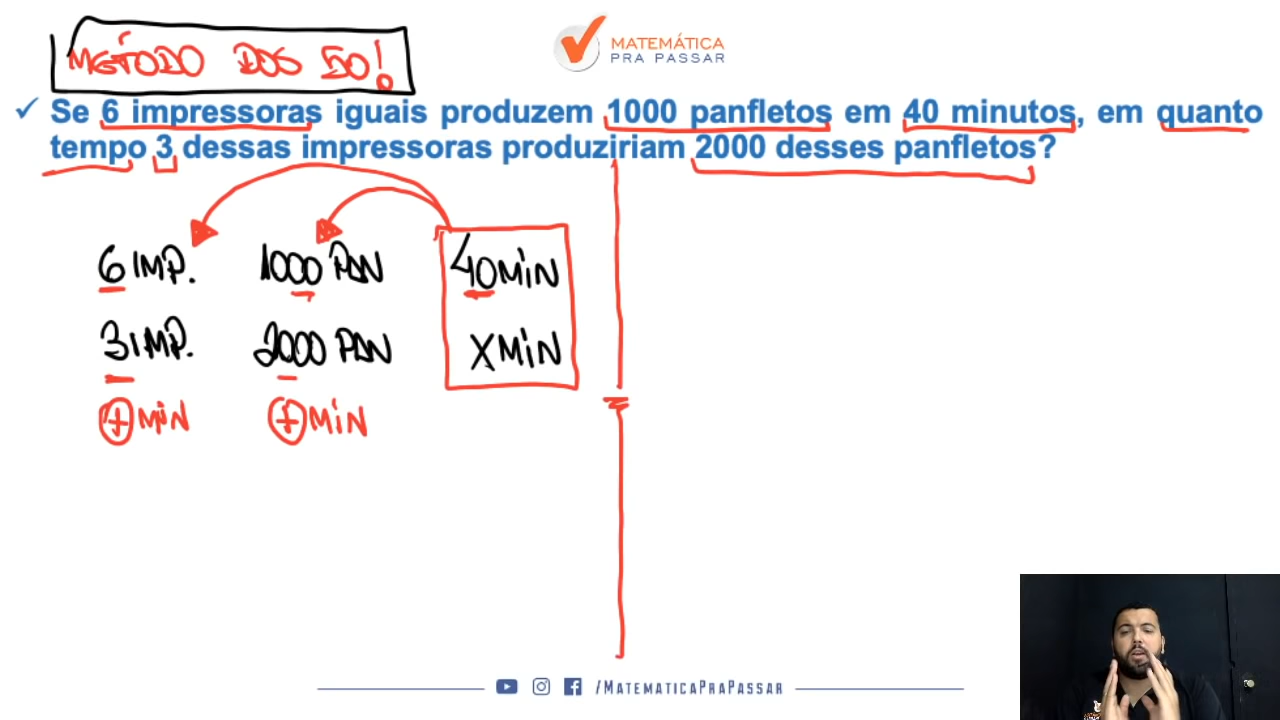 MÉTODO DOS 50!
MATEMÁTICA
PRA PASSAR
✓ Se 6 impressoras iguais produzem 1000 panfletos em 40 minutos, em quanto
tempo 3 dessas impressoras produziriam 2000 desses panfletos?
6 IMP. 1000 PAN 40 MIN
3 IMP. 2000 PAN X MIN
+ MIN + MIN
/MATEMATICAPRAPASSAR